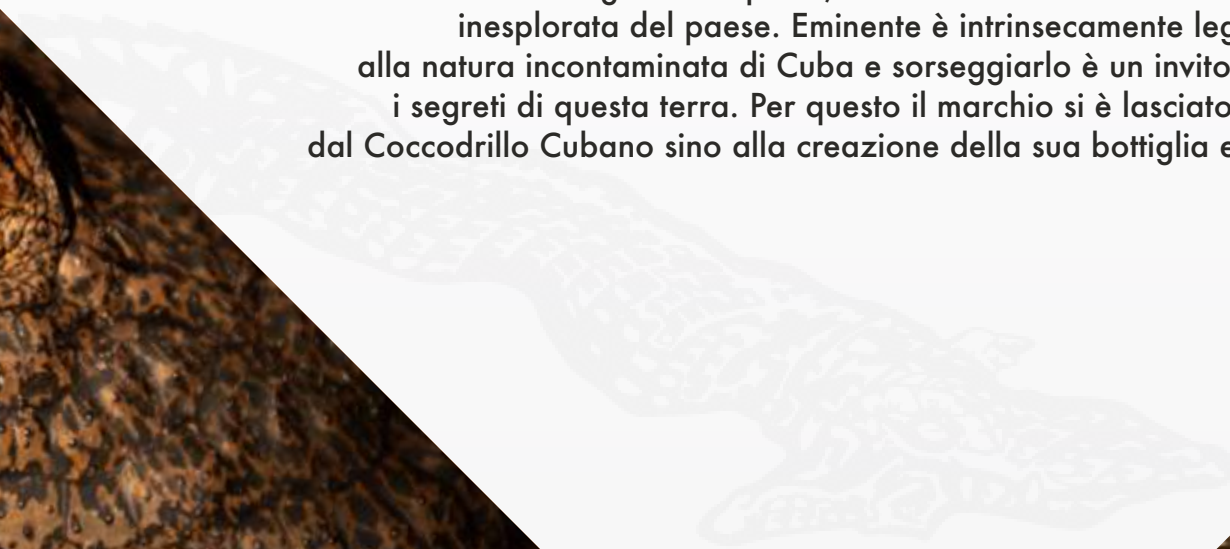 inesplorata del paese. Eminente è intrinsecamente
alla natura incontaminata di Cuba e sorseggiarlo è un invito
i segreti di questa terra. Per questo il marchio si è lasciato
dal Coccodrillo Cubano sino alla creazione della sua bottiglia e